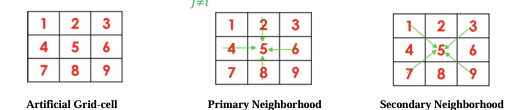 j≠i
1 2 3
4 5 6
7 8 9
Artificial Grid-cell
1 2 3
4 5 6
7 8 9
Primary Neighborhood
1 2 3
4 5 6
7 8 9
Secondary Neighborhood